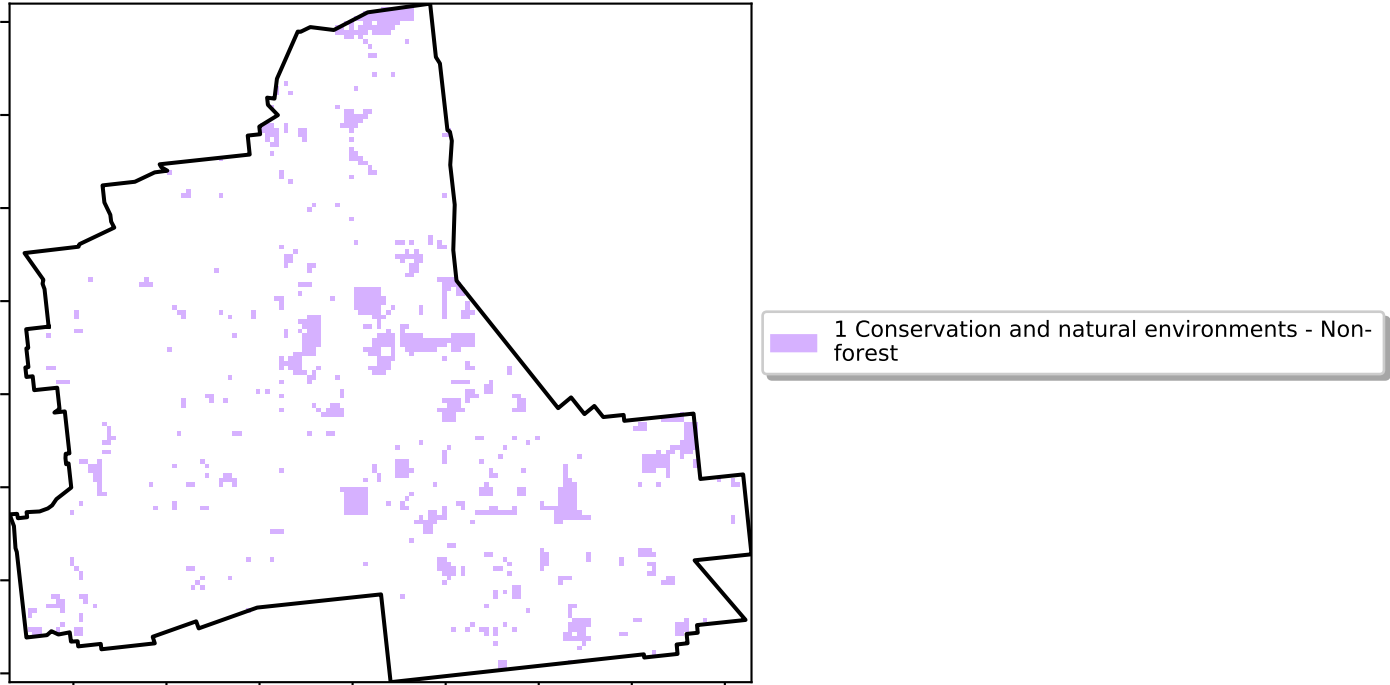 1 Conservation and natural environments - Non-
forest